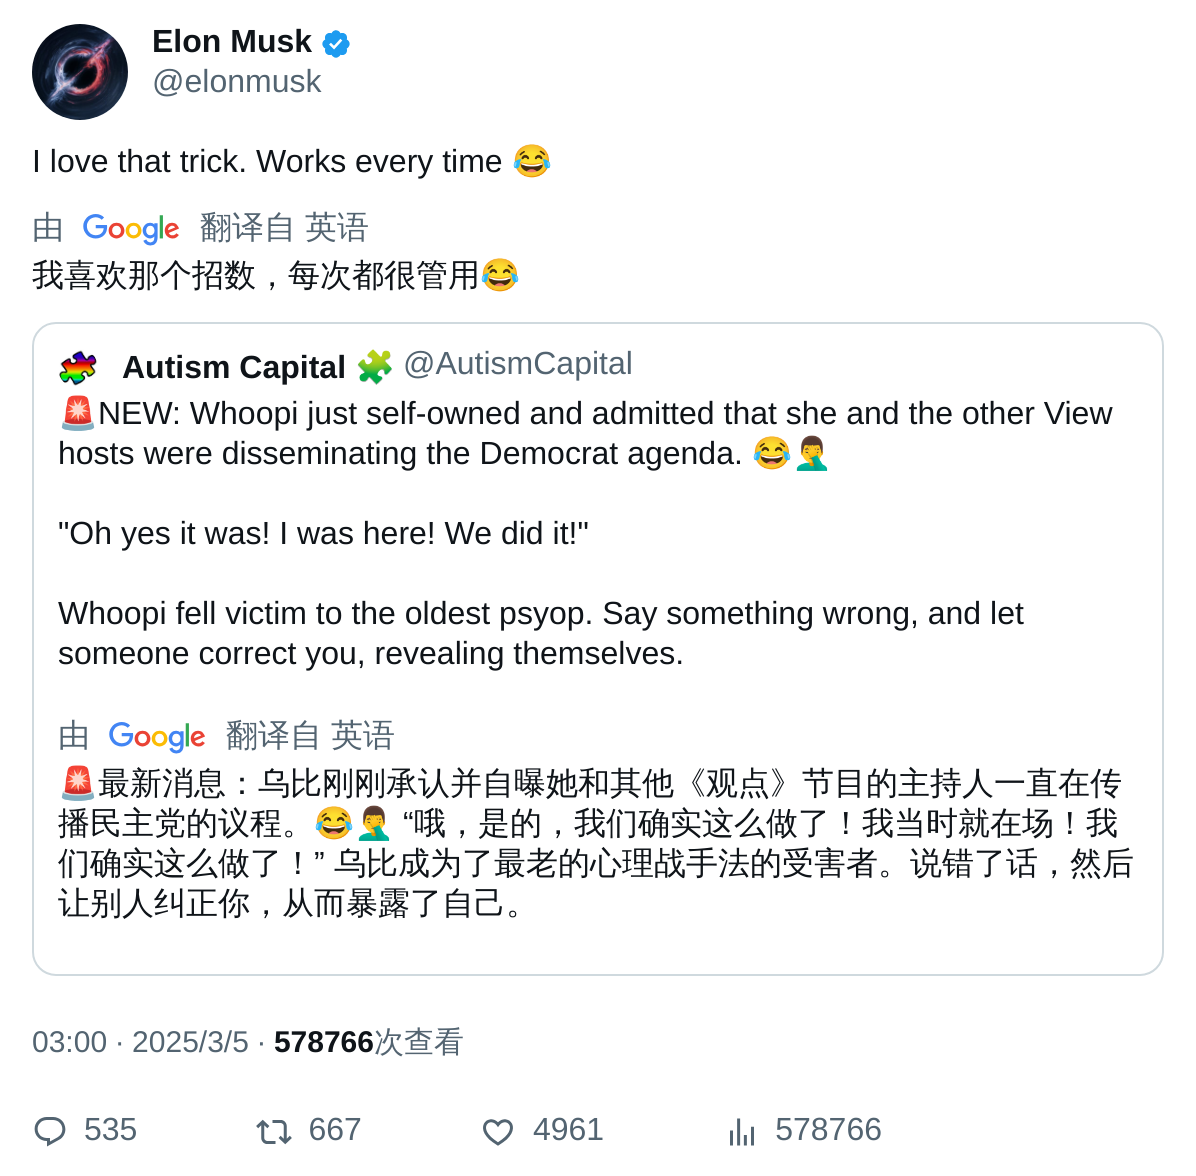 Elon Musk
@elonmusk
I love that trick. Works every time 😂
由 Google 翻译自 英语
我喜欢那个招数，每次都很管用😂
Autism Capital 🧩 @AutismCapital
🚨NEW: Whoopi just self-owned and admitted that she and the other View
hosts were disseminating the Democrat agenda. 😂🤦‍♂️
"Oh yes it was! I was here! We did it!"
Whoopi fell victim to the oldest psyop. Say something wrong, and let
someone correct you, revealing themselves.
由 Google 翻译自 英语
🚨最新消息：乌比刚刚承认并自曝她和其他《观点》节目的主持人一直在传
播民主党的议程。😂🤦‍♂️ “哦，是的，我们确实这么做了！我当时就在场！我
们确实这么做了！” 乌比成为了最老的心理战手法的受害者。说错了话，然后
让别人纠正你，从而暴露了自己。
03:00 · 2025/3/5 · 578766次查看
535 667 4961 578766